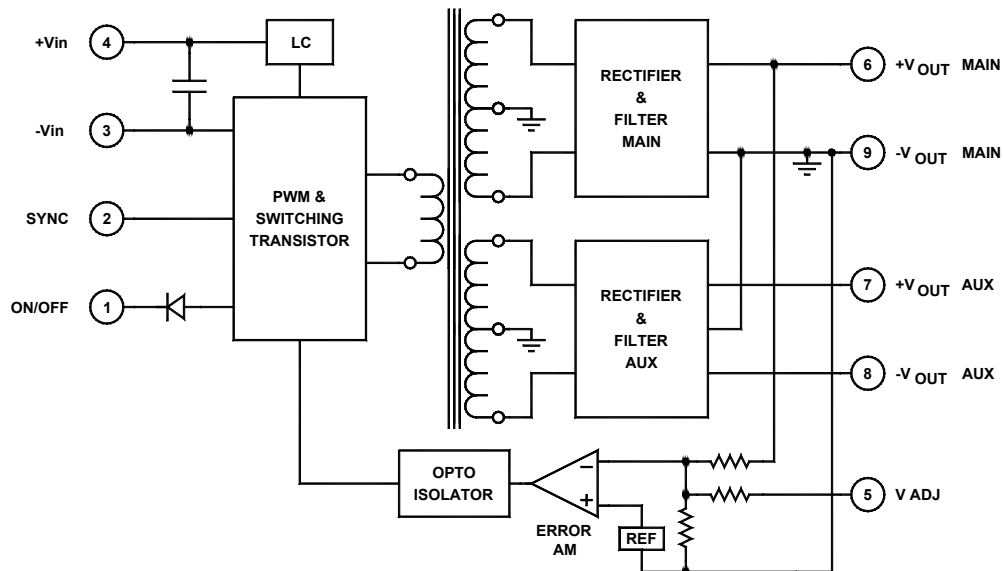 +Vin
4
LC
-Vin
3
SYNC
2
ON/OFF
1
PWM &
SWITCHING
TRANSISTOR
RECTIFIER
&
FILTER
MAIN
6
+VOUT MAIN
9
-VOUT MAIN
RECTIFIER
&
FILTER
AUX
7
+VOUT AUX
8
-VOUT AUX
OPTO
ISOLATOR
−
+
ERROR
AM
REF
5
V ADJ